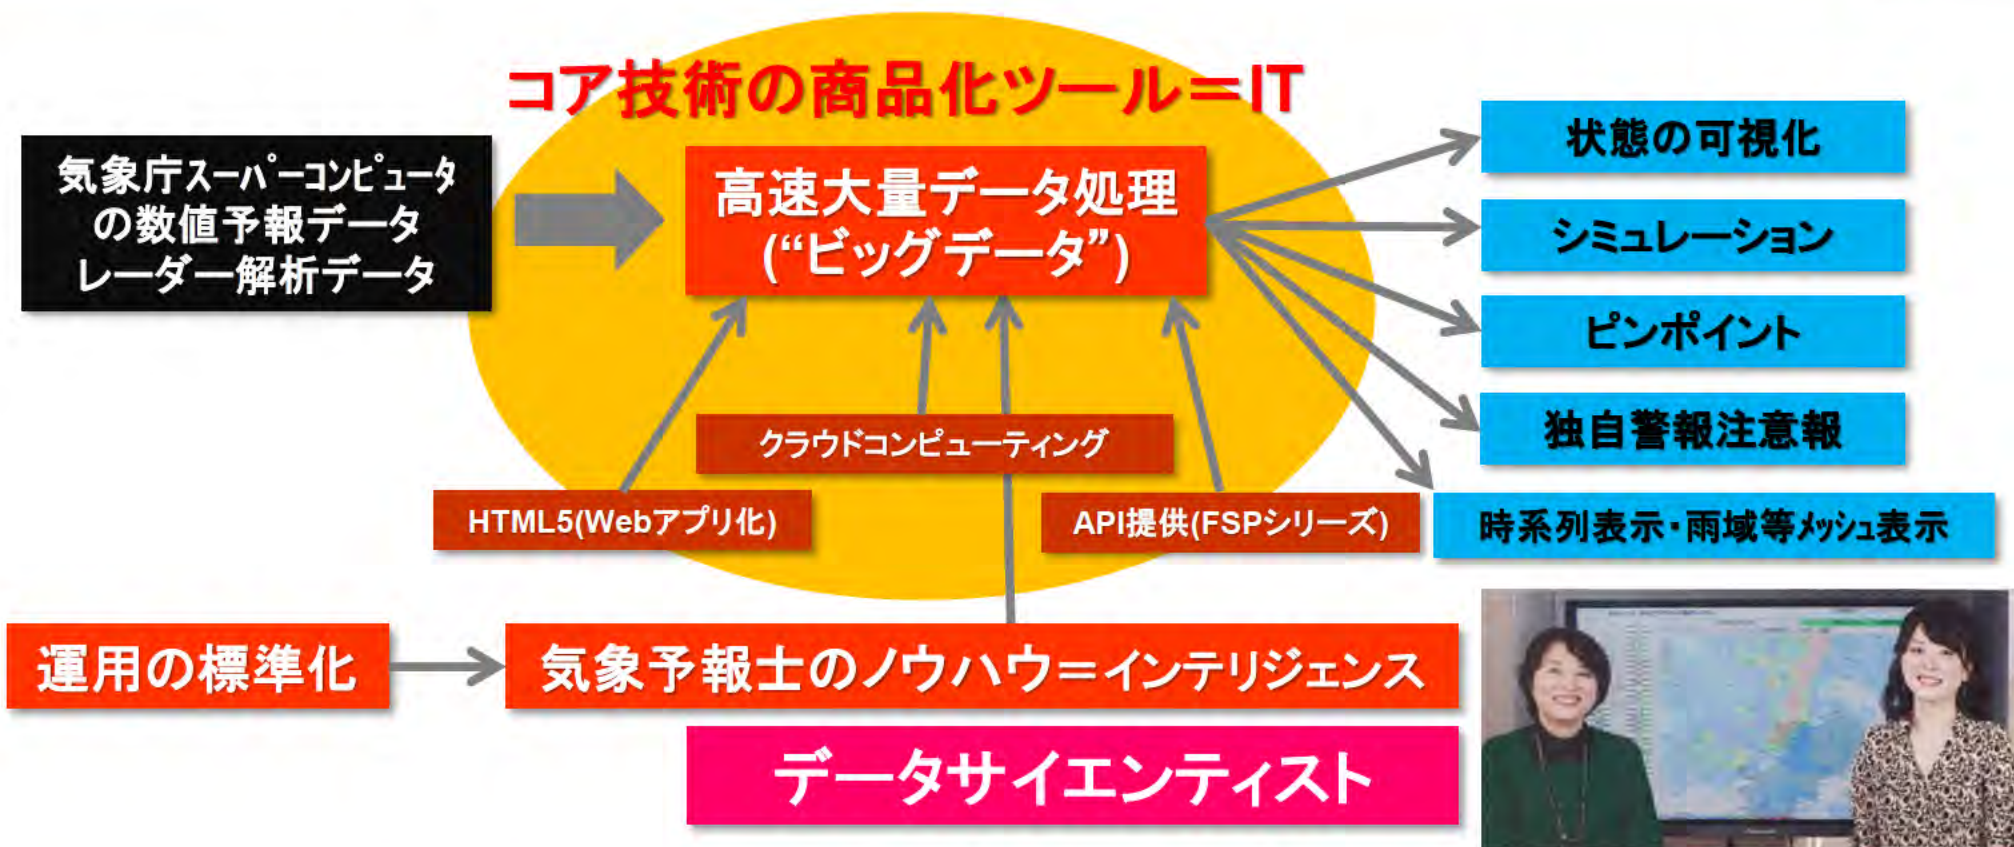 コア技術の商品化ツール=IT
気象庁スーパーコンピュータ
の数値予報データ
レーダー解析データ
高速大量データ処理
(“ビッグデータ”)
状態の可視化
シミュレーション
ピンポイント
独自警報注意報
時系列表示・雨域等メッシュ表示
クラウドコンピューティング
HTML5(Webアプリ化)
API提供(FSPシリーズ)
運用の標準化
気象予報士のノウハウ=インテリジェンス
データサイエンティスト